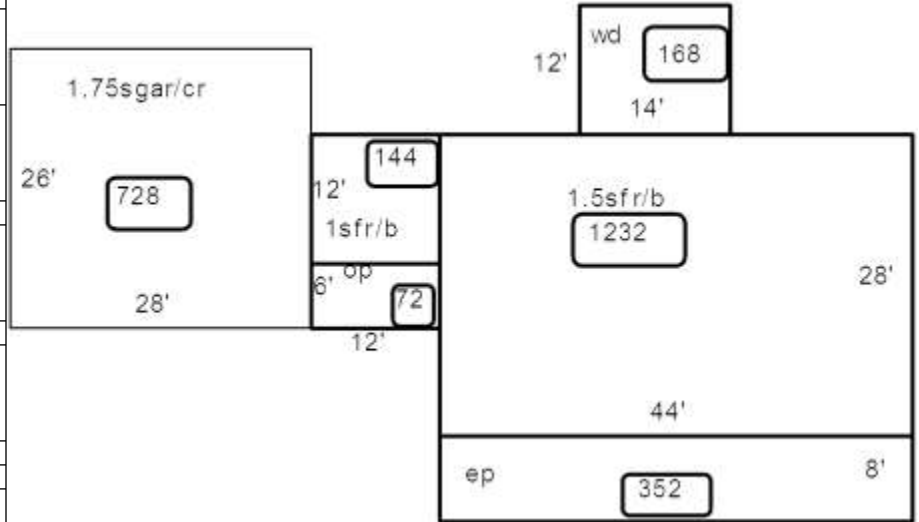 wd
168
12'
14'
1.75sgar/cr
26'
728
28'
144
12'
1sfr/b
op
6'
72
12'
1.5sfr/b
1232
28'
44'
ep
8'
352